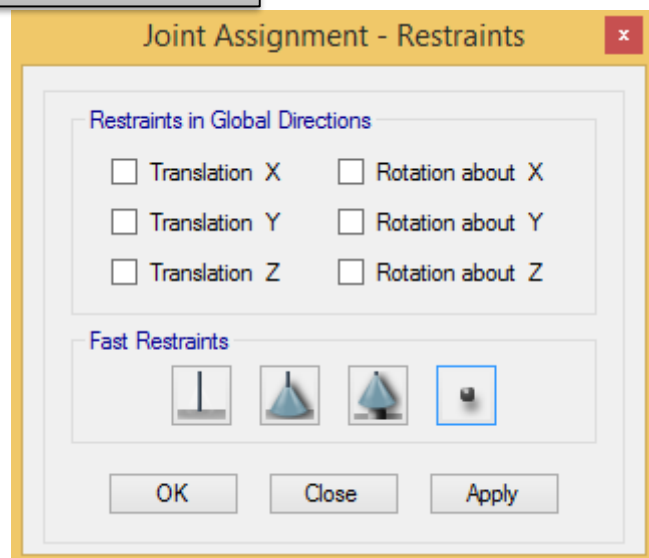 Joint Assignment - Restraints
x
Restraints in Global Directions
Translation X
Rotation about X
Translation Y
Rotation about Y
Translation Z
Rotation about Z
Fast Restraints
OK
Close
Apply